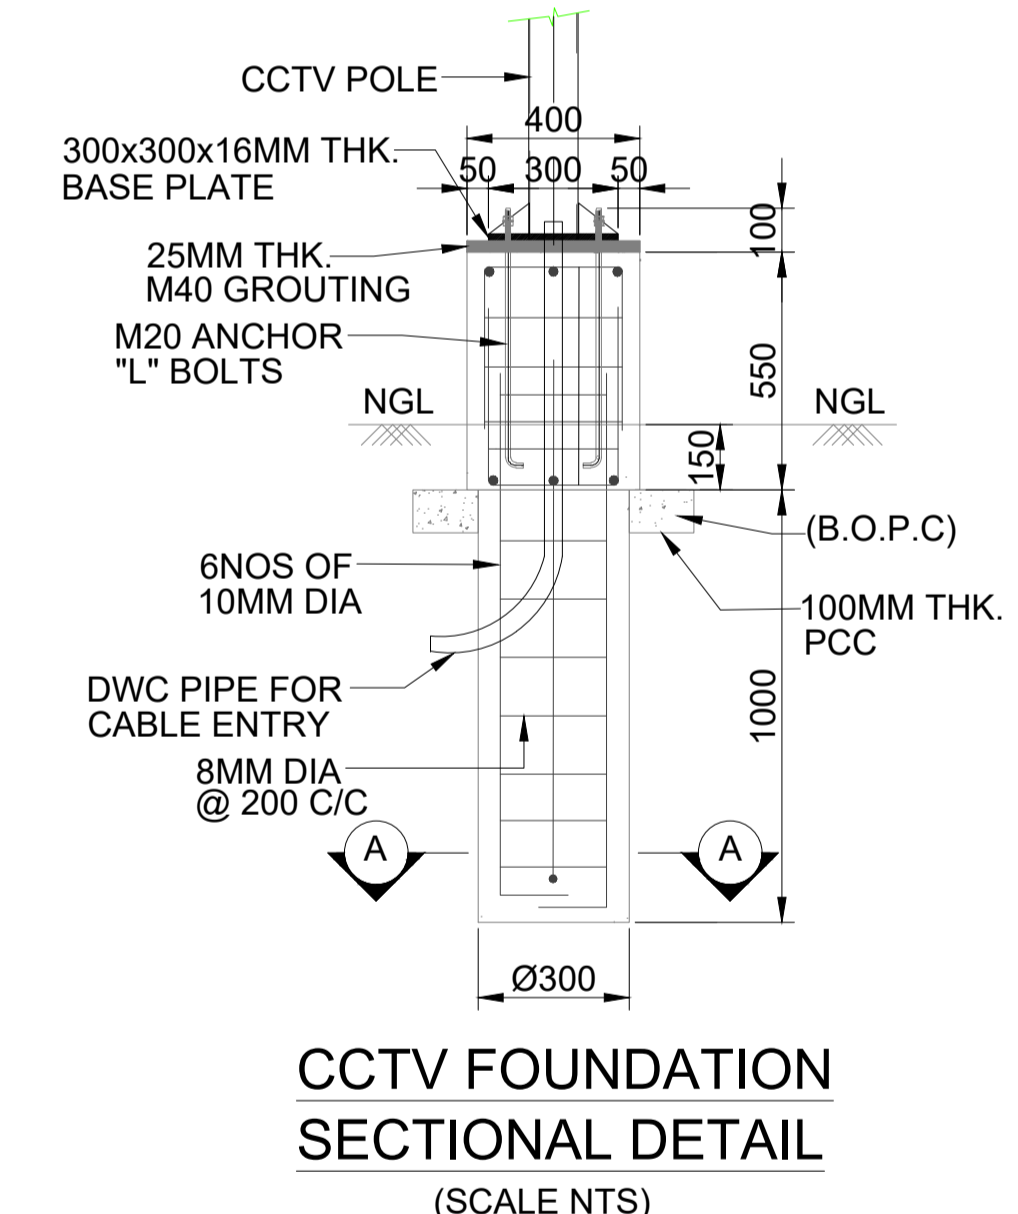 CCTV POLE
400
300x300x16MM THK.
BASE PLATE
50 300 50
100
25MM THK.
M40 GROUTING
M20 ANCHOR
"L" BOLTS
550
NGL
NGL
150
(B.O.P.C)
6NOS OF
10MM DIA
100MM THK.
PCC
DWC PIPE FOR
CABLE ENTRY
1000
8MM DIA
@ 200 C/C
A
A
Ø300
CCTV FOUNDATION
SECTIONAL DETAIL
(SCALE NTS)